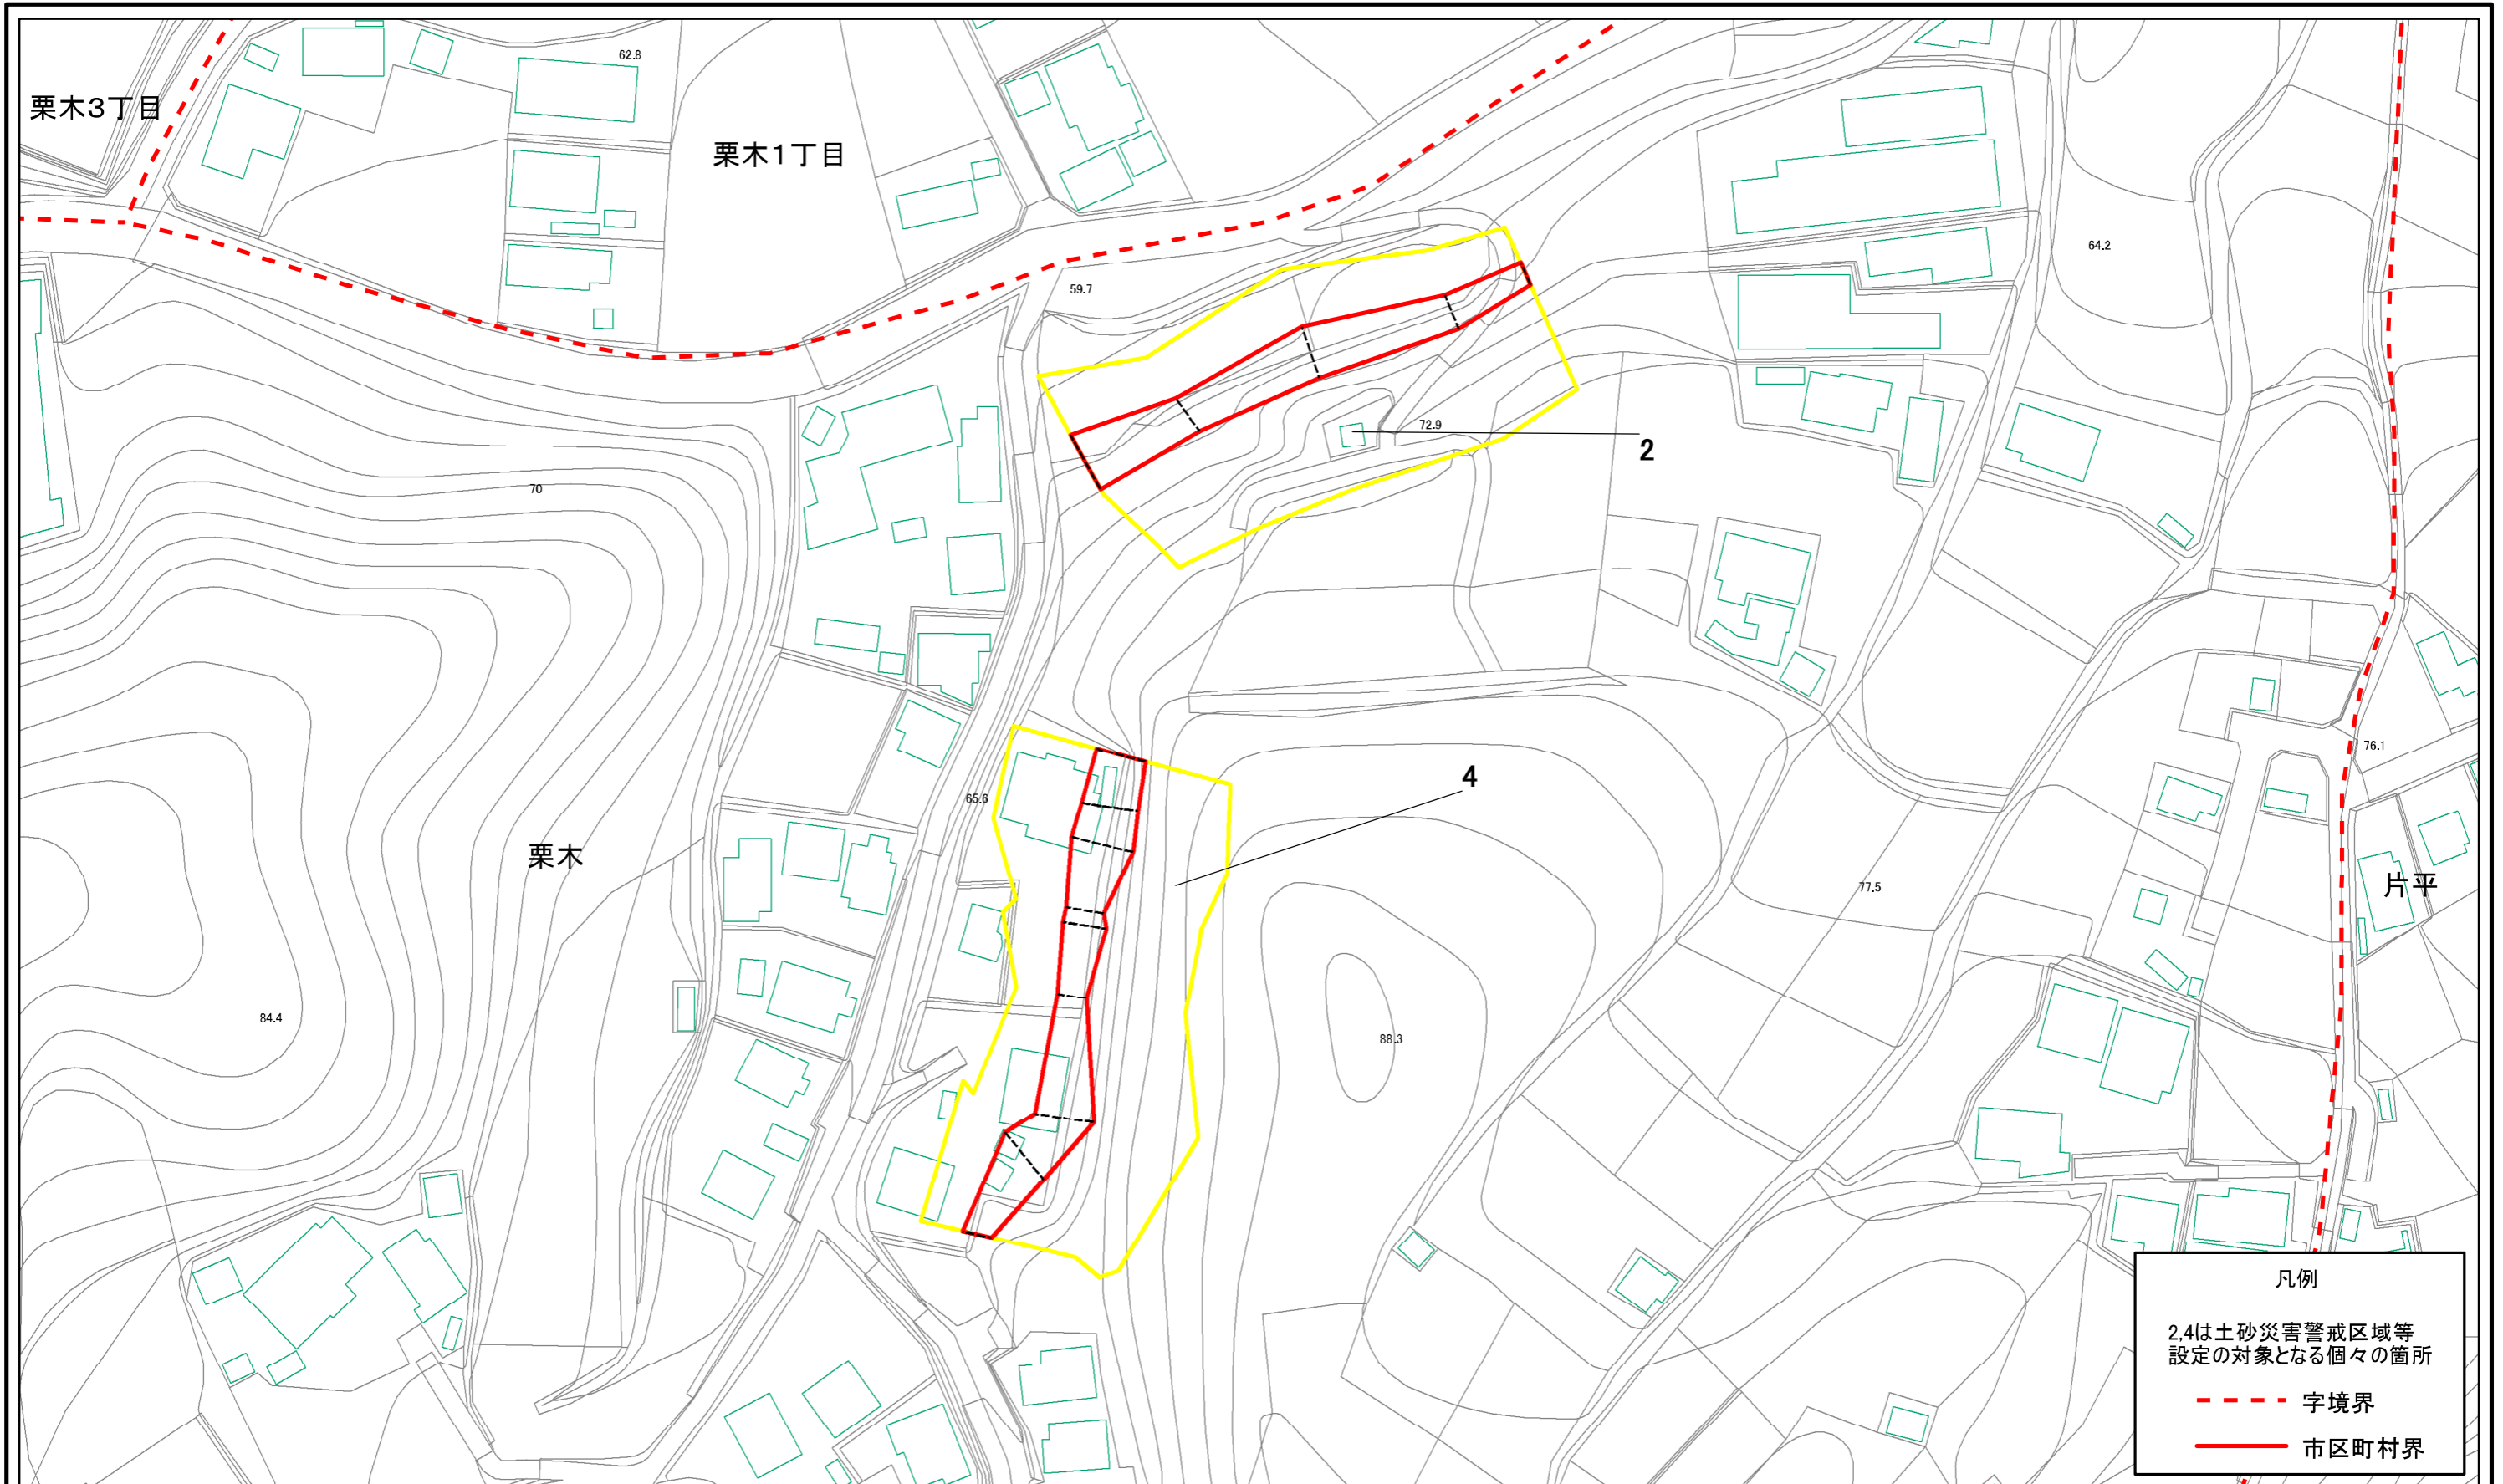 62.8
栗木3丁目
栗木1丁目
64.2
59.7
72.9
2
70
76.1
4
65.6
栗木
77.5
片平
84.4
88.3
凡例
2,4は土砂災害警戒区域等
設定の対象となる個々の箇所
字境界
市区町村界